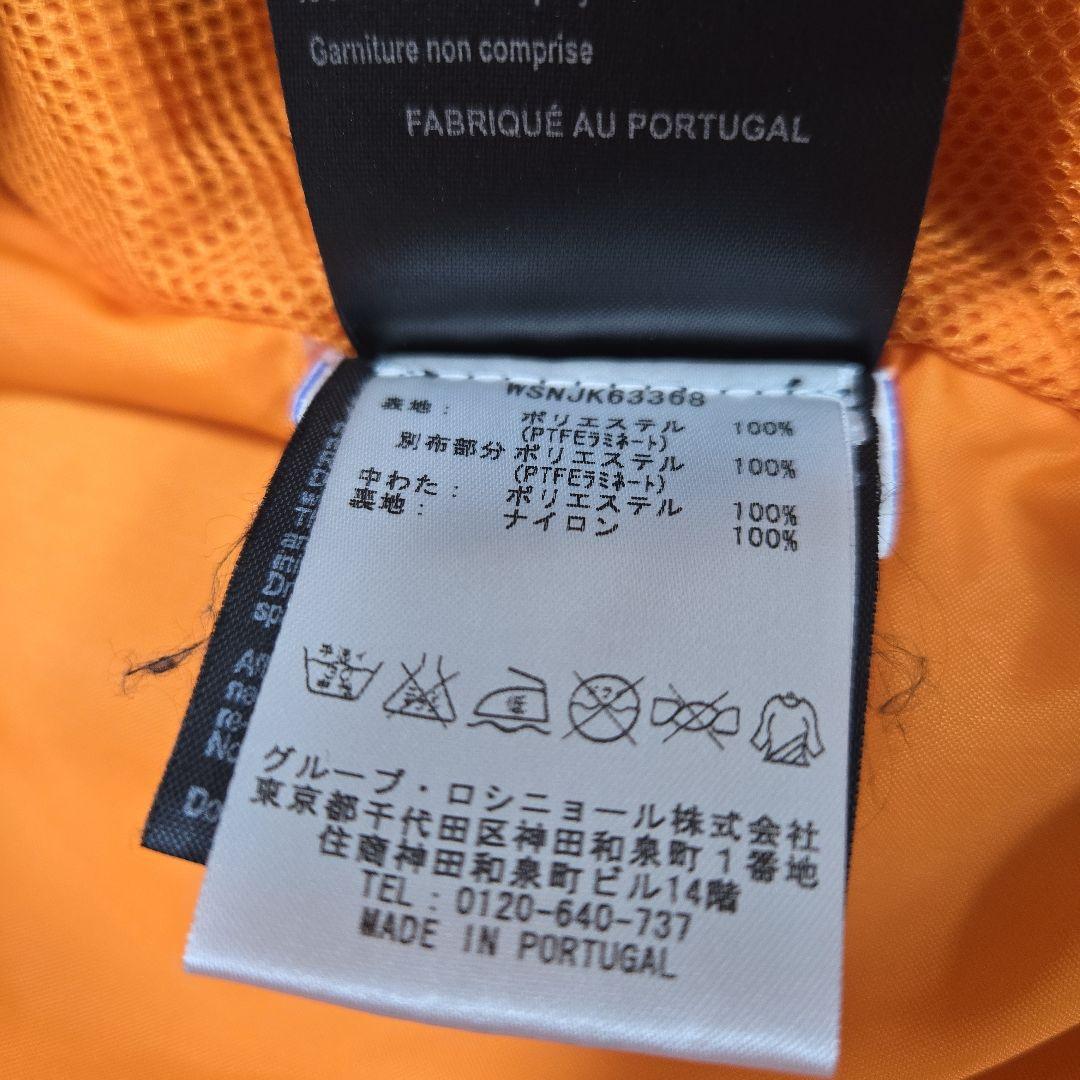 Garniture non comprise
FABRIQUÉ AU PORTUGAL
WSNJK63368
表地： ポリエステル 100%
(PTFEラミネート)
別布部分 ポリエステル 100%
(PTFEラミネート)
中わた： ポリエステル 100%
裏地： ナイロン 100%
低
グループ・ロシニョール株式会社
東京都千代田区神田和泉町１番地
住商神田和泉町ビル14階
TEL：0120-640-737
MADE IN PORTUGAL